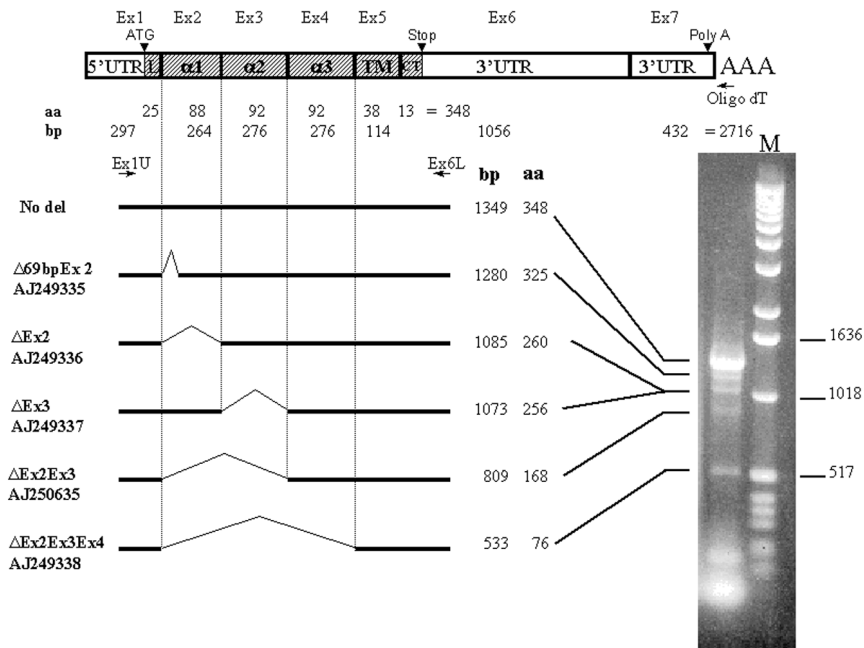 Ex1 Ex2 Ex3 Ex4 Ex5 Ex6 Ex7
ATG Stop Poly A
5'UTR L α1 α2 α3 TM CT 3'UTR 3'UTR AAA
Oligo dT
aa 25 88 92 92 38 13 = 348
bp 297 264 276 276 114 1056 432 = 2716
M
Ex1U Ex6L bp aa
No del 1349 348
Δ69bpEx 2 1280 325
AJ249335
ΔEx2 1085 260
AJ249336
ΔEx3 1073 256
AJ249337
ΔEx2Ex3 809 168
AJ250635
ΔEx2Ex3Ex4 533 76
AJ249338
1636
1018
517